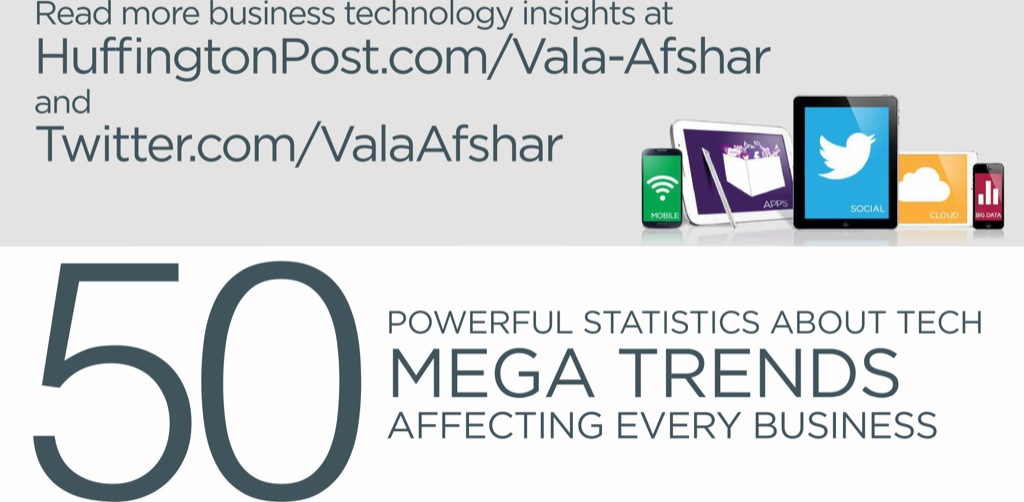 Read more business technology insights at
HuffingtonPost.com/Vala-Afshar
and
Twitter.com/ValaAfshar
MOBILE
APPS
SOCIAL
CLOUD
BIG DATA
50
POWERFUL STATISTICS ABOUT TECH
MEGA TRENDS
AFFECTING EVERY BUSINESS